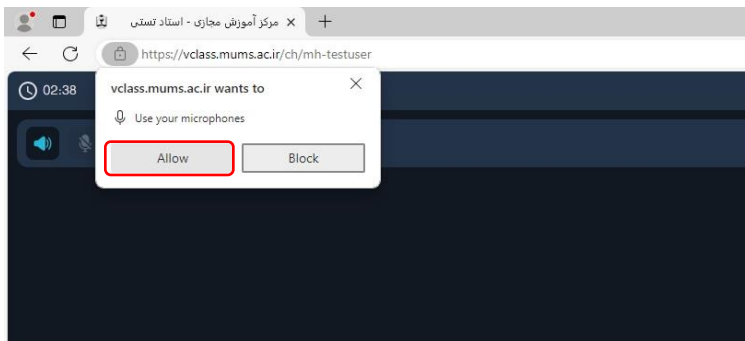 مرکز آموزش مجازی - استاد تستی
https://vclass.mums.ac.ir/ch/mh-testuser
02:38
vclass.mums.ac.ir wants to
Use your microphones
Allow
Block